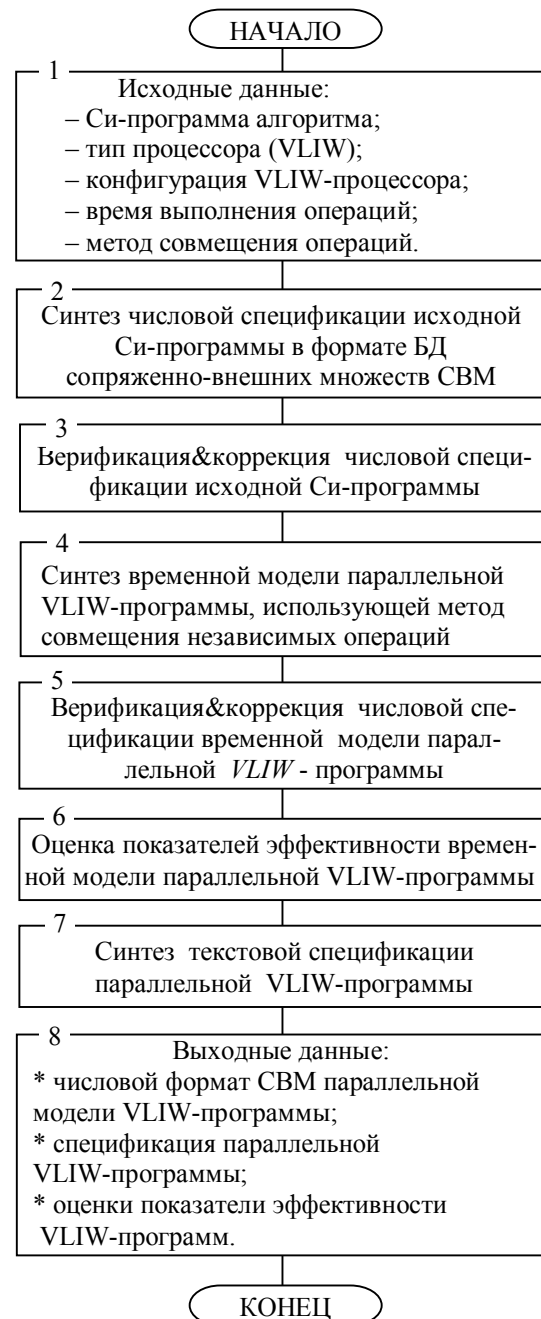 НАЧАЛО
1
Исходные данные:
– Си-программа алгоритма;
– тип процессора (VLIW);
– конфигурация VLIW-процессора;
– время выполнения операций;
– метод совмещения операций.
2
Синтез числовой спецификации исходной
Си-программы в формате БД
сопряженно-внешних множеств СВМ
3
Верификация&коррекция числовой специ-
фикации исходной Си-программы
4
Синтез временной модели параллельной
VLIW-программы, использующей метод
совмещения независимых операций
5
Верификация&коррекция числовой спе-
цификации временной модели парал-
лельной VLIW - программы
6
Оценка показателей эффективности времен-
ной модели параллельной VLIW-программы
7
Синтез текстовой спецификации
параллельной VLIW-программы
8
Выходные данные:
* числовой формат СВМ параллельной
модели VLIW-программы;
* спецификация параллельной
VLIW-программы;
* оценки показатели эффективности
VLIW-программ.
КОНЕЦ